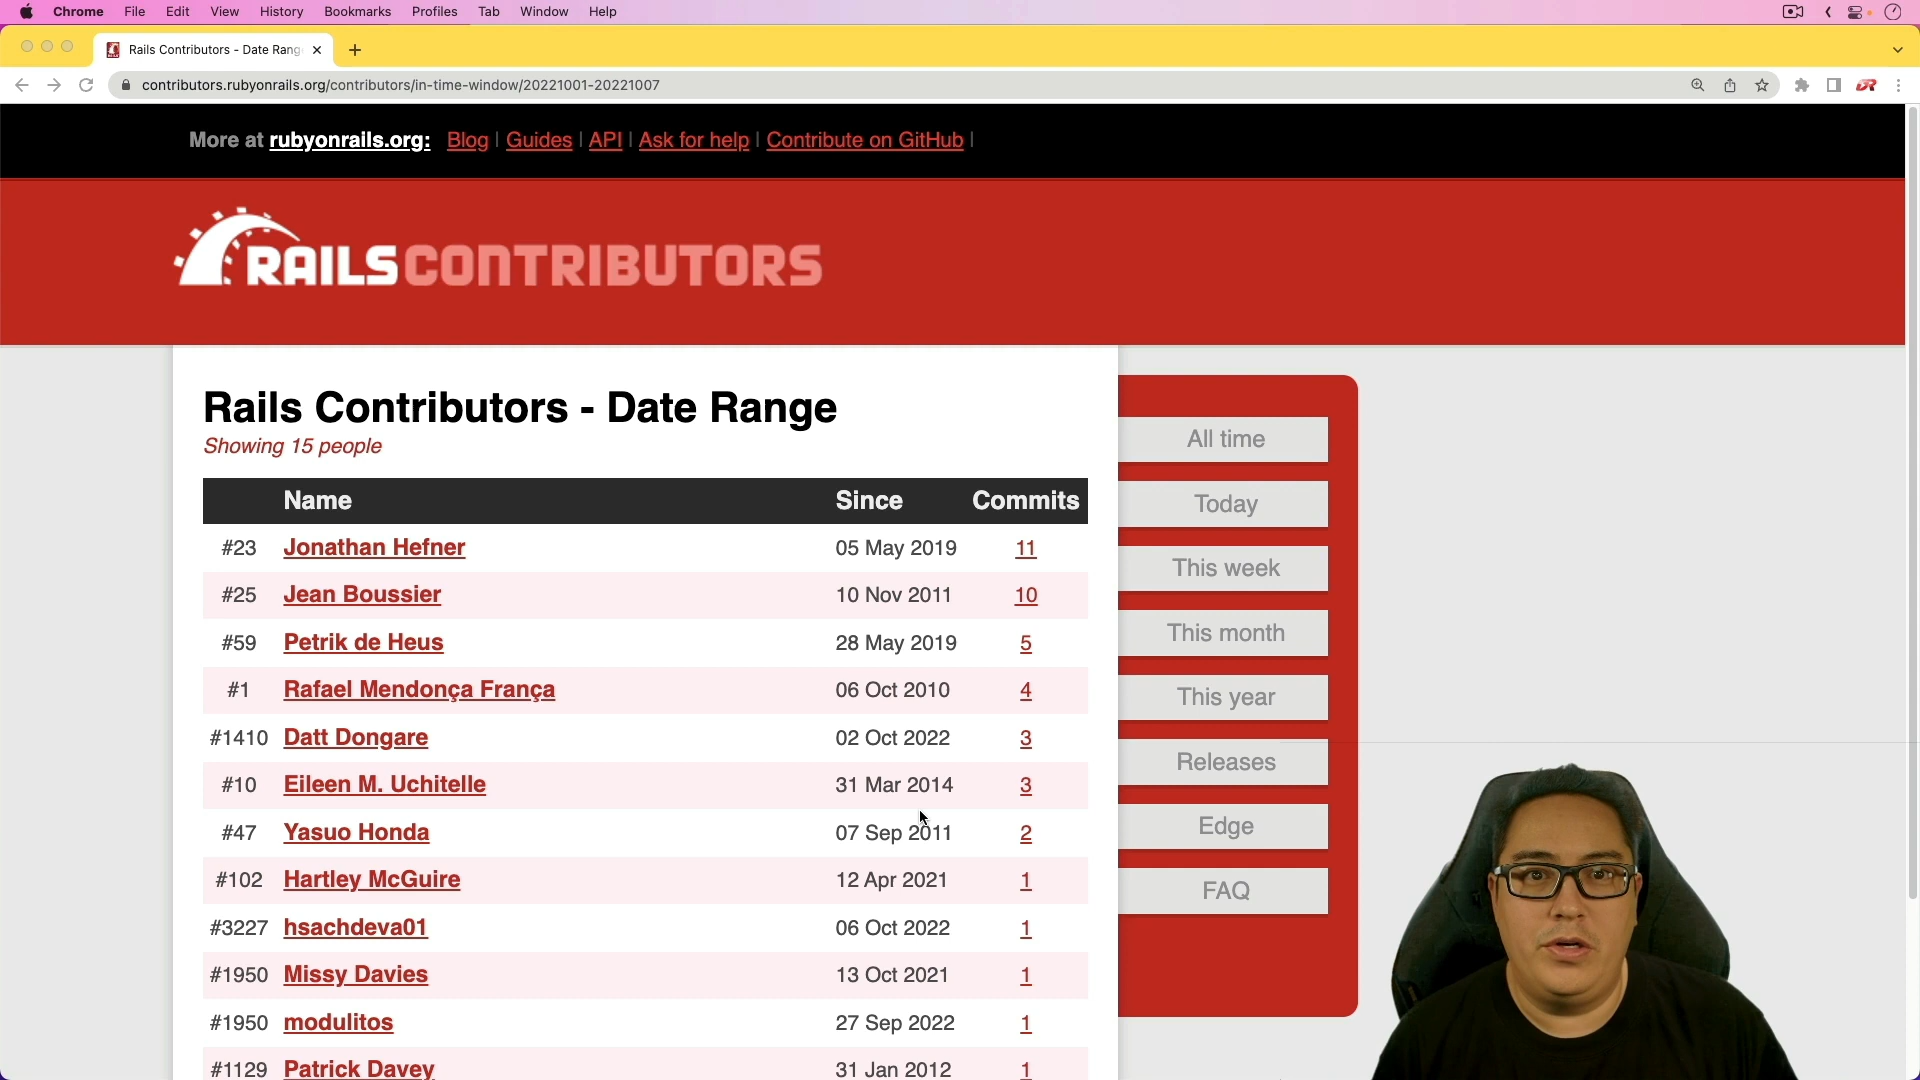 Chrome File Edit View History Bookmarks Profiles Tab Window Help
Rails Contributors - Date Rang
contributors.rubyonrails.org/contributors/in-time-window/20221001-20221007
More at rubyonrails.org: Blog | Guides | API | Ask for help | Contribute on GitHub |
RAILS CONTRIBUTORS
Rails Contributors - Date Range
Showing 15 people
Name Since Commits
#23 Jonathan Hefner 05 May 2019 11
#25 Jean Boussier 10 Nov 2011 10
#59 Petrik de Heus 28 May 2019 5
#1 Rafael Mendonça França 06 Oct 2010 4
#1410 Datt Dongare 02 Oct 2022 3
#10 Eileen M. Uchitelle 31 Mar 2014 3
#47 Yasuo Honda 07 Sep 2011 2
#102 Hartley McGuire 12 Apr 2021 1
#3227 hsachdeva01 06 Oct 2022 1
#1950 Missy Davies 13 Oct 2021 1
#1950 modulitos 27 Sep 2022 1
#1129 Patrick Davey 31 Jan 2012 1
All time
Today
This week
This month
This year
Releases
Edge
FAQ